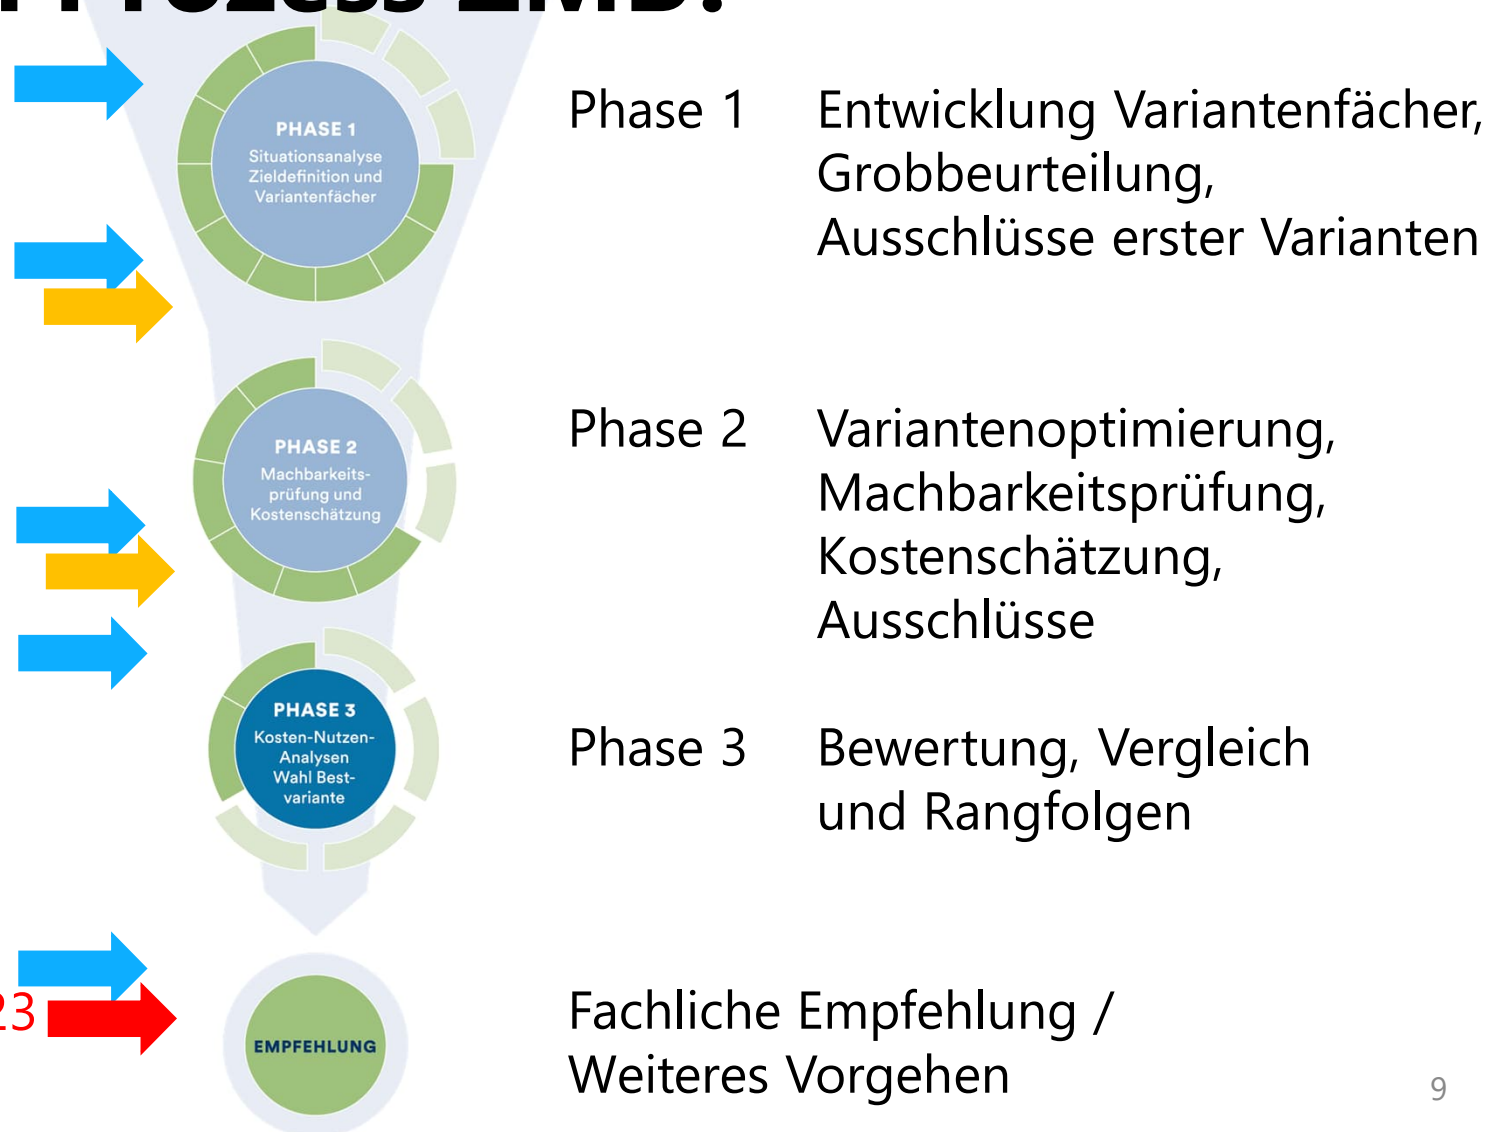 Prozess ZMB:
PHASE 1
Situationsanalyse
Zieldefinition und
Variantenfächer
Phase 1
Entwicklung Variantenfächer,
Grobbeurteilung,
Ausschlüsse erster Varianten
PHASE 2
Machbarkeits-
prüfung und
Kostenschätzung
Phase 2
Variantenoptimierung,
Machbarkeitsprüfung,
Kostenschätzung,
Ausschlüsse
PHASE 3
Kosten-Nutzen-
Analysen
Wahl Best-
variante
Phase 3
Bewertung, Vergleich
und Rangfolgen
23
EMPFEHLUNG
Fachliche Empfehlung /
Weiteres Vorgehen
9